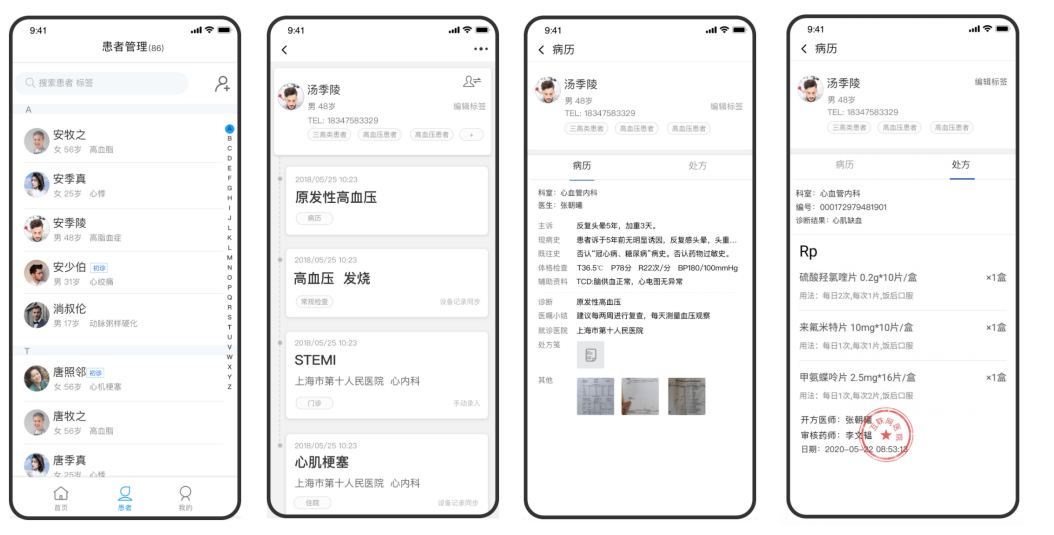 9:41
患者管理(86)
搜索患者 标签
A
安牧之
女 56岁 高血脂
安季真
女 25岁 心悸
安季陵
男 48岁 高脂血症
安少伯 初诊
男 31岁 心绞痛
淌叔伦
男 17岁 动脉粥样硬化
T
唐照邻 初诊
女 56岁 心机梗塞
唐牧之
女 56岁 高血脂
唐季真
女 25岁 心悸
A
B
C
D
E
F
G
H
I
J
L
K
L
M
N
O
P
Q
R
S
T
U
V
W
X
Y
Z
首页
患者
我的
9:41
汤季陵
男 48岁
编辑标签
TEL: 18347583329
三高类患者
高血压患者
高血压患者
+
2018/05/25 10:23
原发性高血压
病历
2018/05/25 10:23
高血压 发烧
常规检查
设备记录同步
2018/05/25 10:23
STEMI
上海市第十人民医院 心内科
门诊
手动录入
2018/05/25 10:23
心肌梗塞
上海市第十人民医院 心内科
住院
设备记录同步
9:41
病历
汤季陵
男 48岁
编辑标签
TEL: 18347583329
三高类患者
高血压患者
高血压患者
病历
处方
科室: 心血管内科
医生: 张朝曦
主诉 反复头晕5年，加重3天。
现病史 患者诉于5年前无明显诱因，反复感头晕，头重...
既往史 否认“冠心病、糖尿病”病史。否认药物过敏史。
体格检查 T36.5℃ P78分 R22次/分 BP180/100mmHg
辅助资料 TCD:脑供血正常，心电图无异常
诊断 原发性高血压
医嘱小结 建议每两周进行复查，每天测量血压观察
就诊医院 上海市第十人民医院
处方笺
其他
9:41
病历
汤季陵
编辑标签
男 48岁
TEL: 18347583329
三高类患者
高血压患者
高血压患者
病历
处方
科室: 心血管内科
编号: 000172979481901
诊断结果: 心肌缺血
Rp
硫酸羟氯喹片 0.2g*10片/盒 ×1盒
用法: 每日2次,每次1片,饭后口服
来氟米特片 10mg*10片/盒 ×1盒
用法: 每日1次,每次1片,饭后口服
甲氨蝶呤片 2.5mg*16片/盒 ×1盒
用法: 每日1次,每次2片,饭后口服
开方医师: 张朝曦
审核药师: 李文韫
日期: 2020-05-22 08:53:13
互联网医院